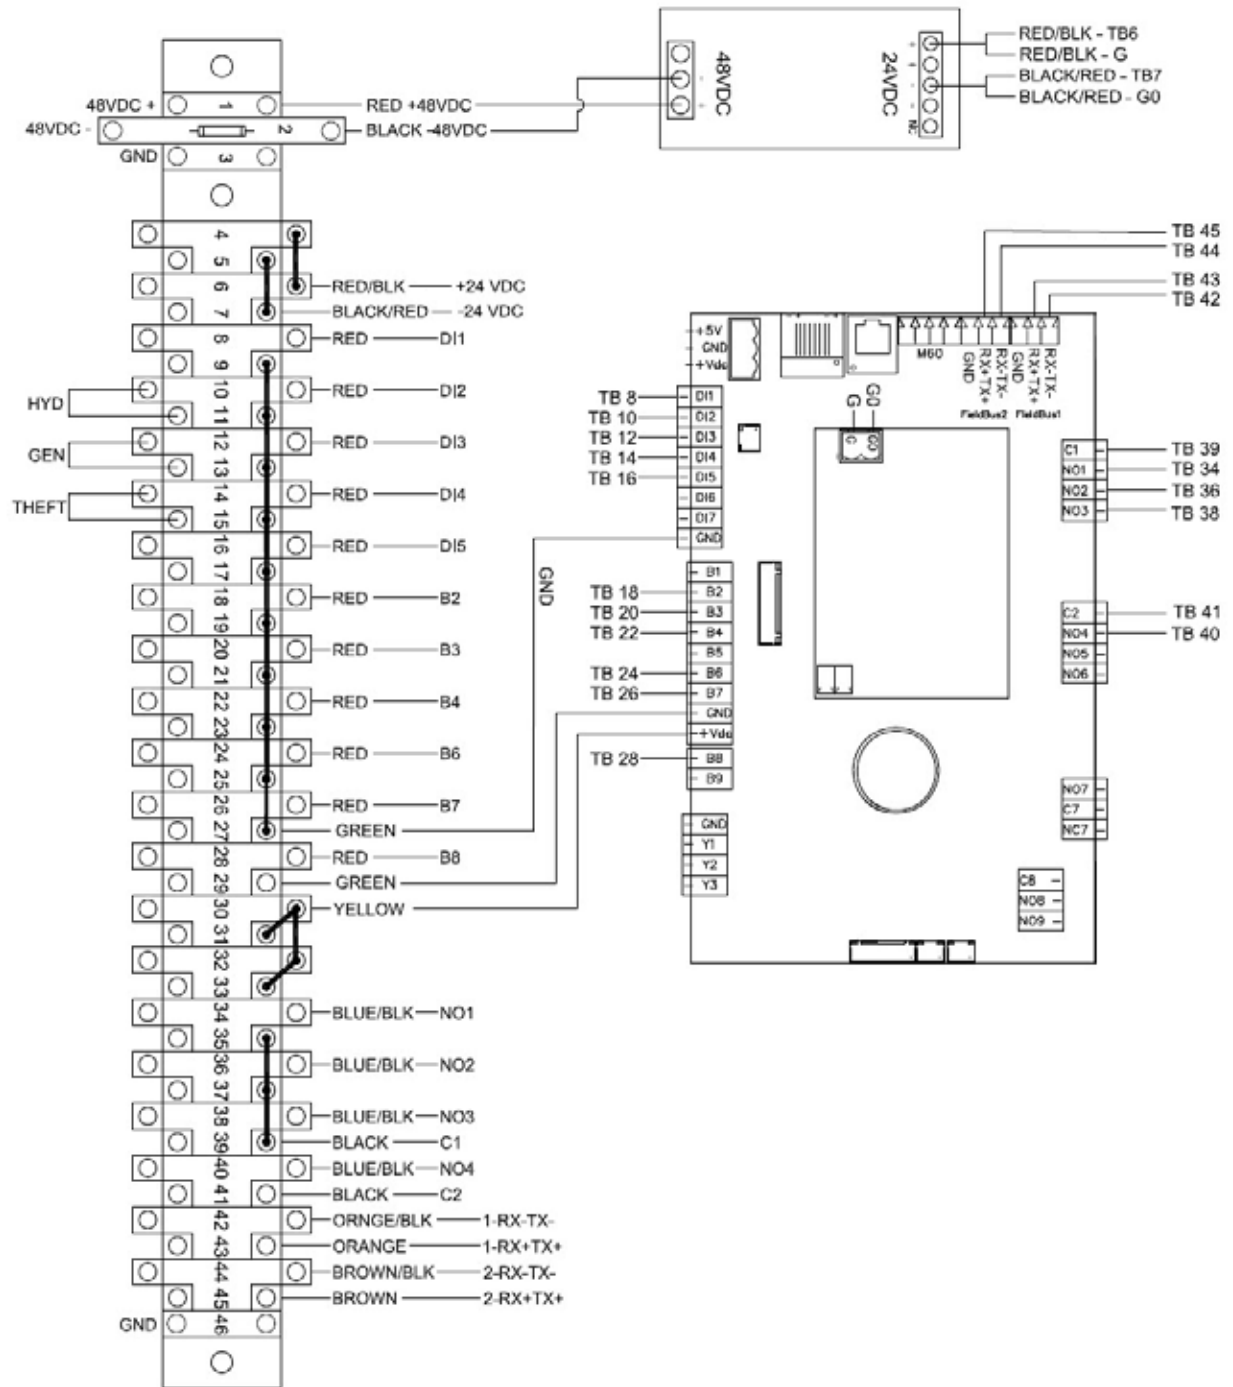 48VDC + 1 RED +48VDC
48VDC - 2 BLACK -48VDC
GND 3
4
5
6 RED/BLK +24 VDC
7 BLACK/RED -24 VDC
8 RED DI1
9
HYD 10 RED DI2
11
GEN 12 RED DI3
13
THEFT 14 RED DI4
15
16 RED DI5
17
18 RED B2
19
20 RED B3
21
22 RED B4
23
24 RED B6
25
26 RED B7
27 GREEN
28 RED B8
29 GREEN
30 YELLOW
31
32
33
34 BLUE/BLK NO1
35
36 BLUE/BLK NO2
37
38 BLUE/BLK NO3
39 BLACK C1
40 BLUE/BLK NO4
41 BLACK C2
42 ORNGE/BLK 1-RX-TX-
43 ORANGE 1-RX+TX+
44 BROWN/BLK 2-RX-TX-
45 BROWN 2-RX+TX+
GND 46
GND
48VDC
- 
+
24VDC
+
+
-
-
NC
RED/BLK - TB6
RED/BLK - G
BLACK/RED - TB7
BLACK/RED - G0
TB 45
TB 44
TB 43
TB 42
+5V
GND
+Vdc
M60
GND
RX+TX+
RX-TX-
GND
RX+TX+
RX-TX-
FieldBus2 FieldBus1
G G0
G G0
TB 8 DI1
TB 10 DI2
TB 12 DI3
TB 14 DI4
TB 16 DI5
DI6
DI7
GND
B1
TB 18 B2
TB 20 B3
TB 22 B4
B5
TB 24 B6
TB 26 B7
GND
+Vdc
TB 28 B8
B9
GND
Y1
Y2
Y3
C1 TB 39
NO1 TB 34
NO2 TB 36
NO3 TB 38
C2 TB 41
NO4 TB 40
NO5
NO6
NO7
C7
NC7
C8
NO8
NO9